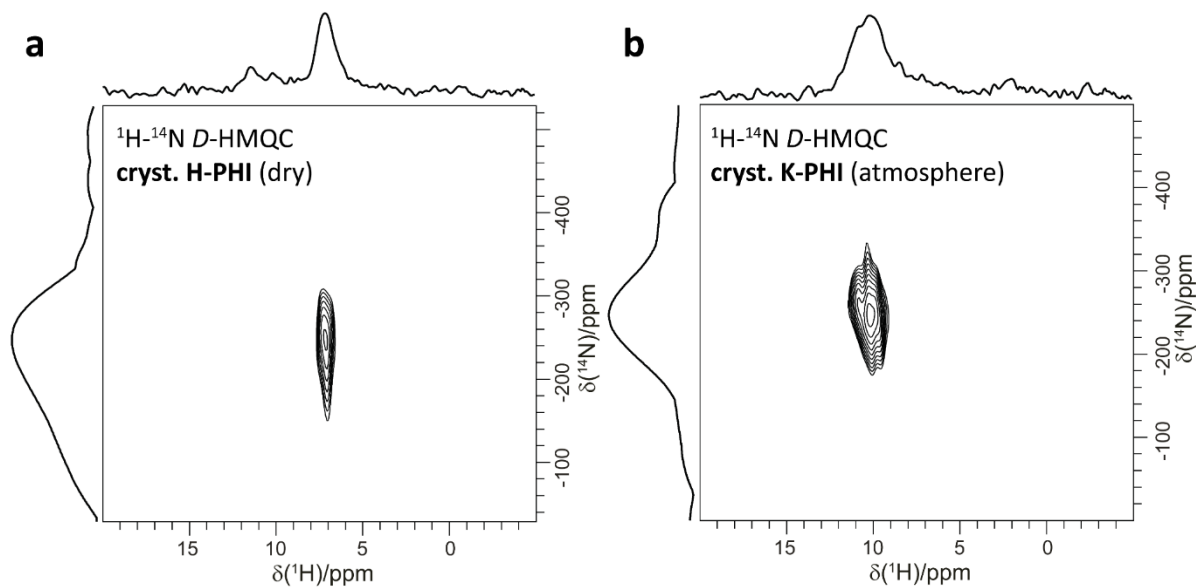 a
¹H-¹⁴N D-HMQC
cryst. H-PHI (dry)
-400
-300
-200
-100
δ(¹⁴N)/ppm
15 10 5 0
δ(¹H)/ppm
b
¹H-¹⁴N D-HMQC
cryst. K-PHI (atmosphere)
-400
-300
-200
-100
δ(¹⁴N)/ppm
15 10 5 0
δ(¹H)/ppm